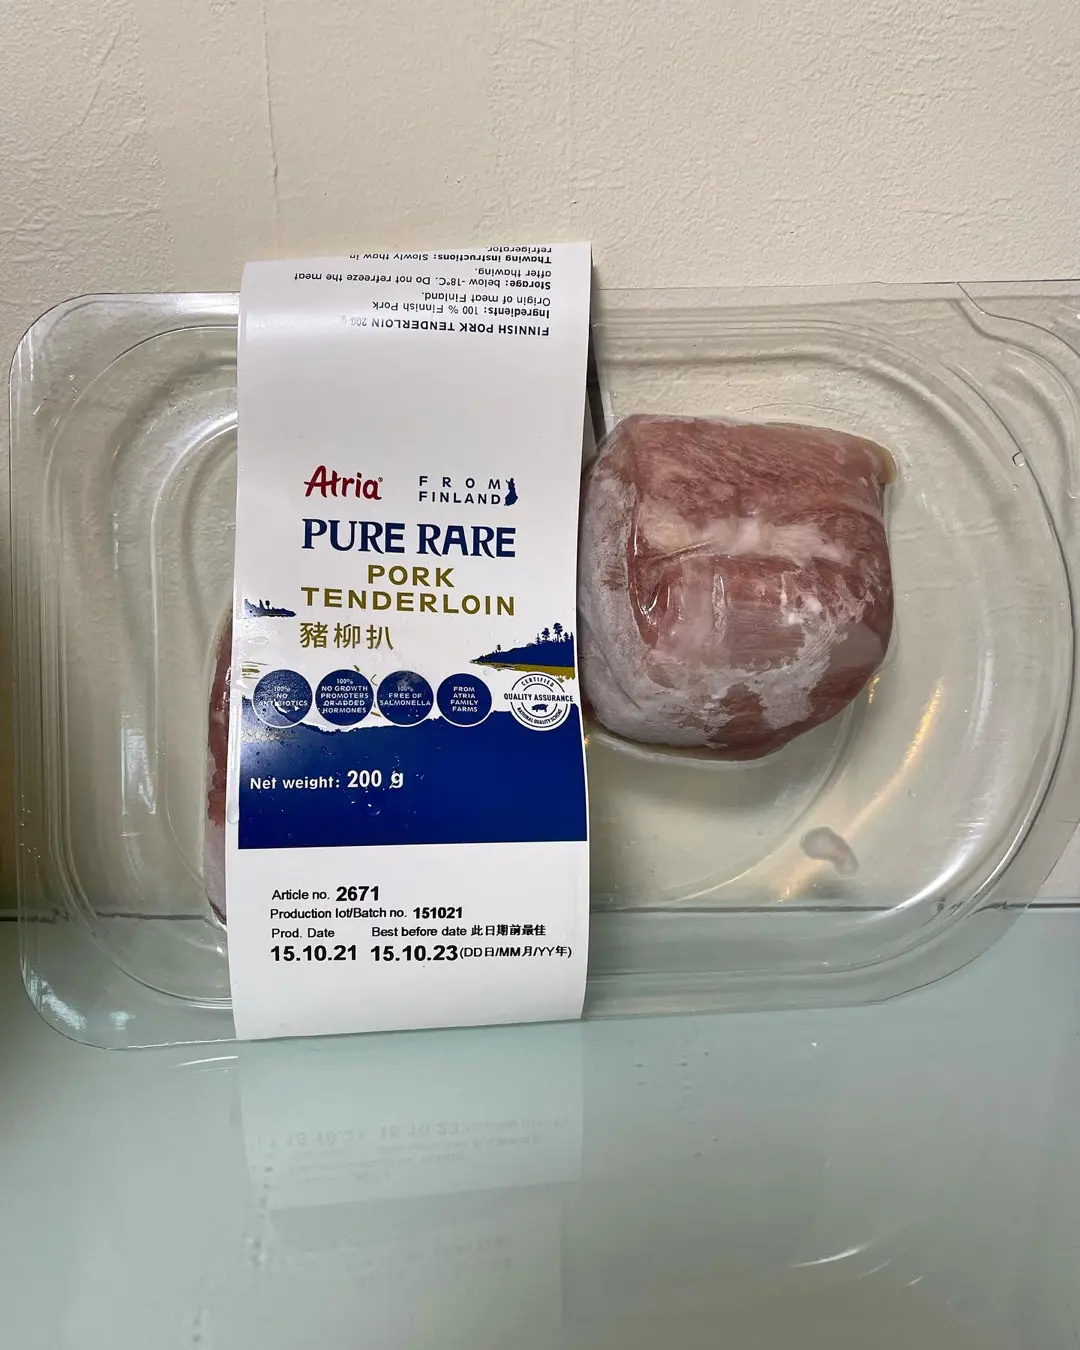 FINNISH PORK TENDERLOIN 200 g
Ingredients: 100 % Finnish Pork
Origin of meat Finland.
Storage: below -18°C. Do not refreeze the meat
after thawing.
Thawing instructions: Slowly thaw in
refrigerator.
Atria®
FROM
FINLAND
PURE RARE
PORK
TENDERLOIN
豬柳扒
100%
NO
ANTIBIOTICS
100%
NO GROWTH
PROMOTERS
OR ADDED
HORMONES
100%
FREE OF
SALMONELLA
FROM
ATRIA
FAMILY
FARMS
CERTIFIED
QUALITY ASSURANCE
NATIONAL QUALITY SCHEME
Net weight: 200 g
Article no. 2671
Production lot/Batch no. 151021
Prod. Date Best before date 此日期前最佳
15.10.21 15.10.23 (DD日/MM月/YY年)